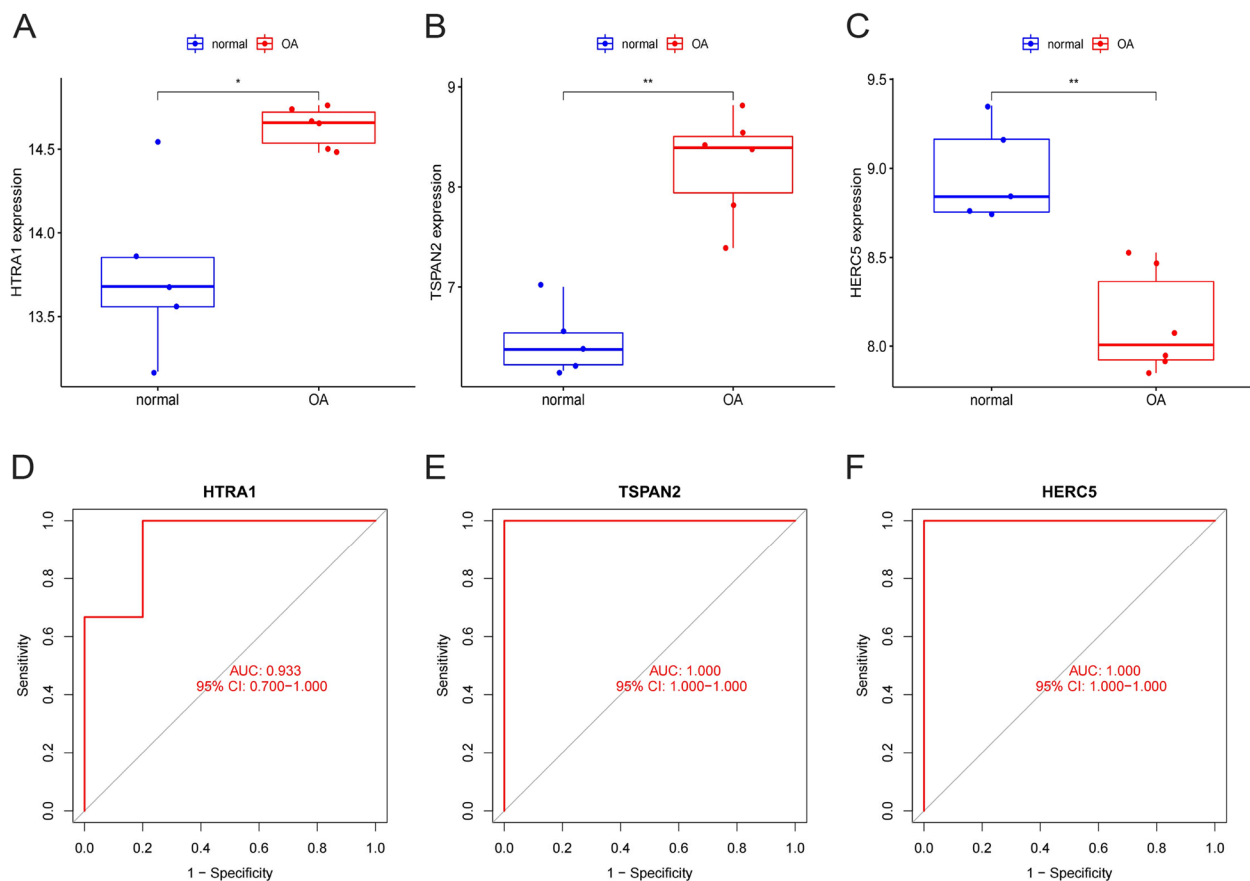 A
normal OA
*
HTRA1 expression
14.5
14.0
13.5
normal OA
B
normal OA
**
TSPAN2 expression
9
8
7
normal OA
C
normal OA
**
HERC5 expression
9.5
9.0
8.5
8.0
normal OA
D
HTRA1
Sensitivity
1.0
0.8
0.6
0.4
0.2
0.0
AUC: 0.933
95% CI: 0.700−1.000
0.0 0.2 0.4 0.6 0.8 1.0
1 − Specificity
E
TSPAN2
Sensitivity
1.0
0.8
0.6
0.4
0.2
0.0
AUC: 1.000
95% CI: 1.000−1.000
0.0 0.2 0.4 0.6 0.8 1.0
1 − Specificity
F
HERC5
Sensitivity
1.0
0.8
0.6
0.4
0.2
0.0
AUC: 1.000
95% CI: 1.000−1.000
0.0 0.2 0.4 0.6 0.8 1.0
1 − Specificity